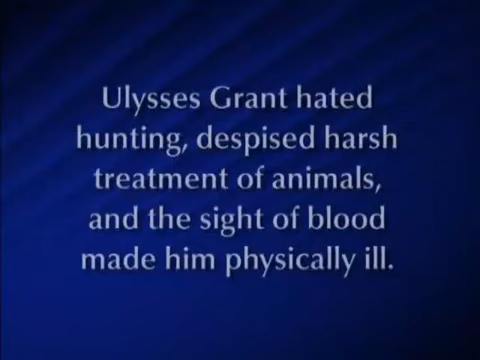 Ulysses Grant hated
hunting, despised harsh
treatment of animals,
and the sight of blood
made him physically ill.